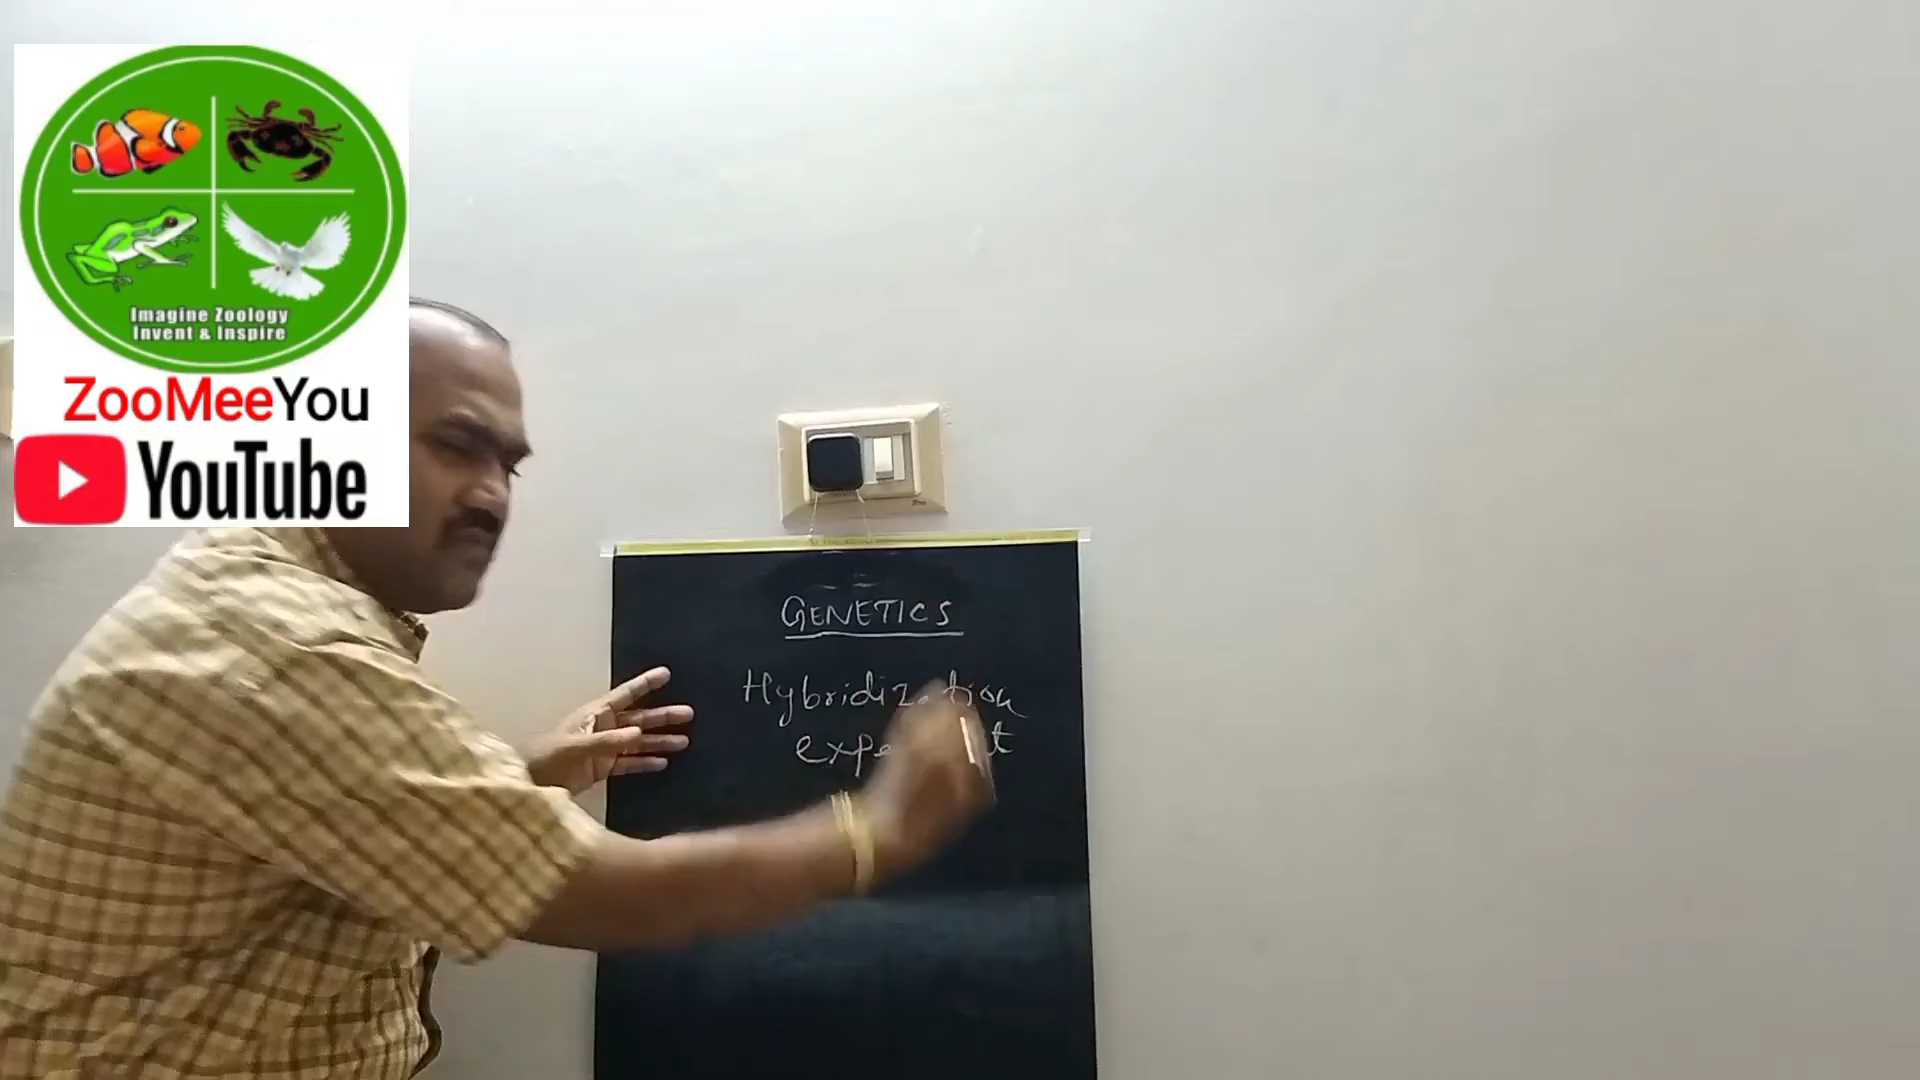 Imagine Zoology
Invent & Inspire
ZooMeeYou
YouTube
GENETICS
Hybridization